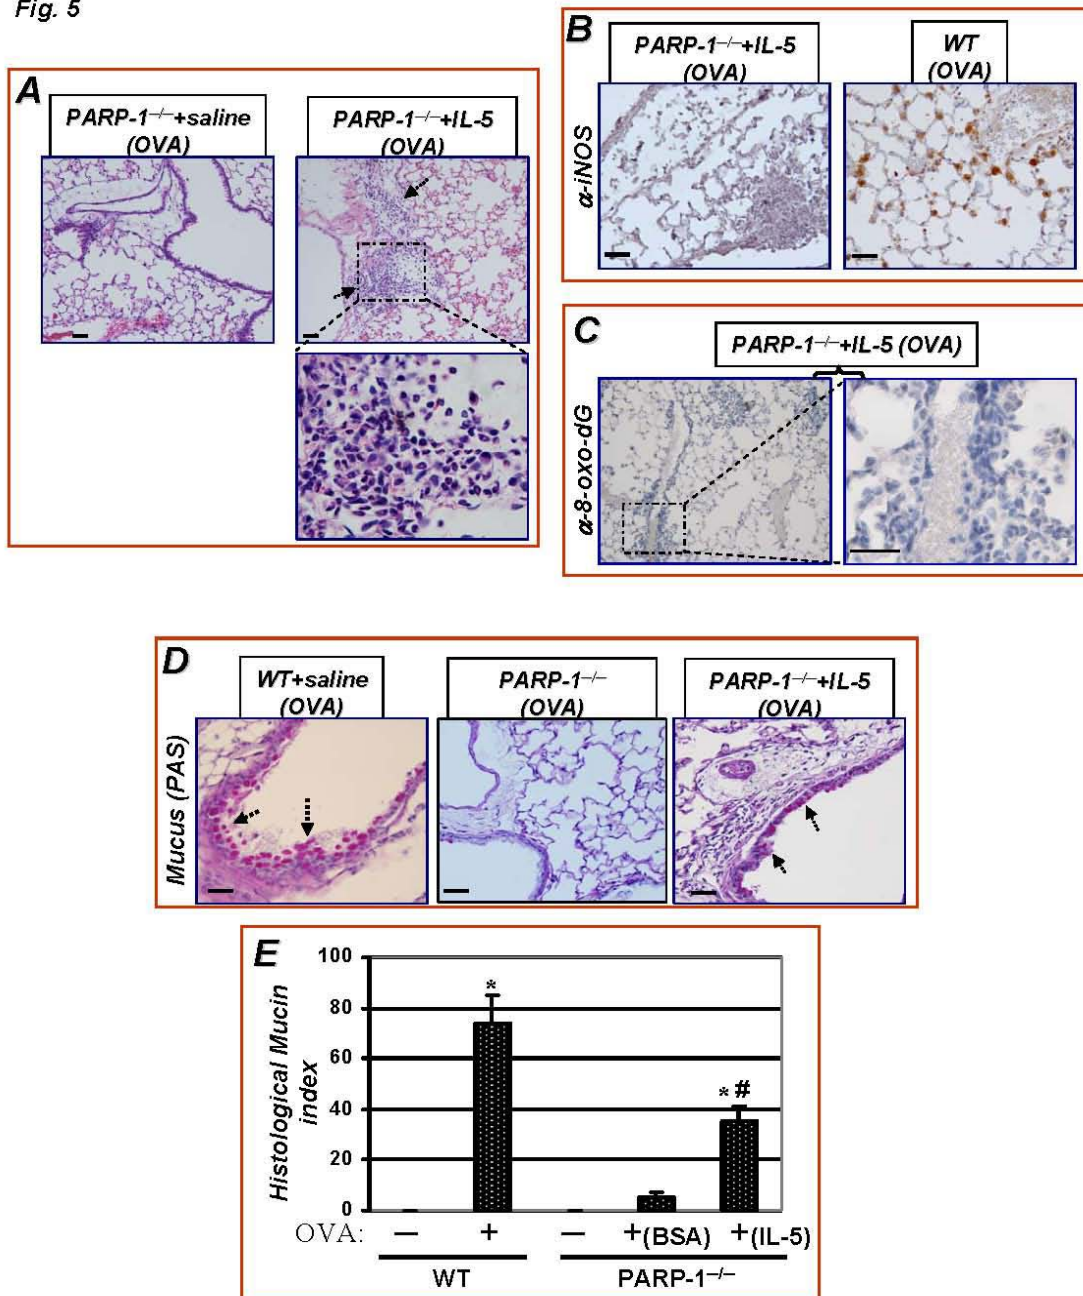 Fig. 5
A
PARP-1⁻/⁻+saline
(OVA)
PARP-1⁻/⁻+IL-5
(OVA)
B
PARP-1⁻/⁻+IL-5
(OVA)
WT
(OVA)
α-iNOS
C
PARP-1⁻/⁻+IL-5 (OVA)
α-8-oxo-dG
D
WT+saline
(OVA)
PARP-1⁻/⁻
(OVA)
PARP-1⁻/⁻+IL-5
(OVA)
Mucus (PAS)
E
Histological Mucin
index
100
80
60
40
20
0
*
* #
OVA: – + – +(BSA) +(IL-5)
WT PARP-1⁻/⁻